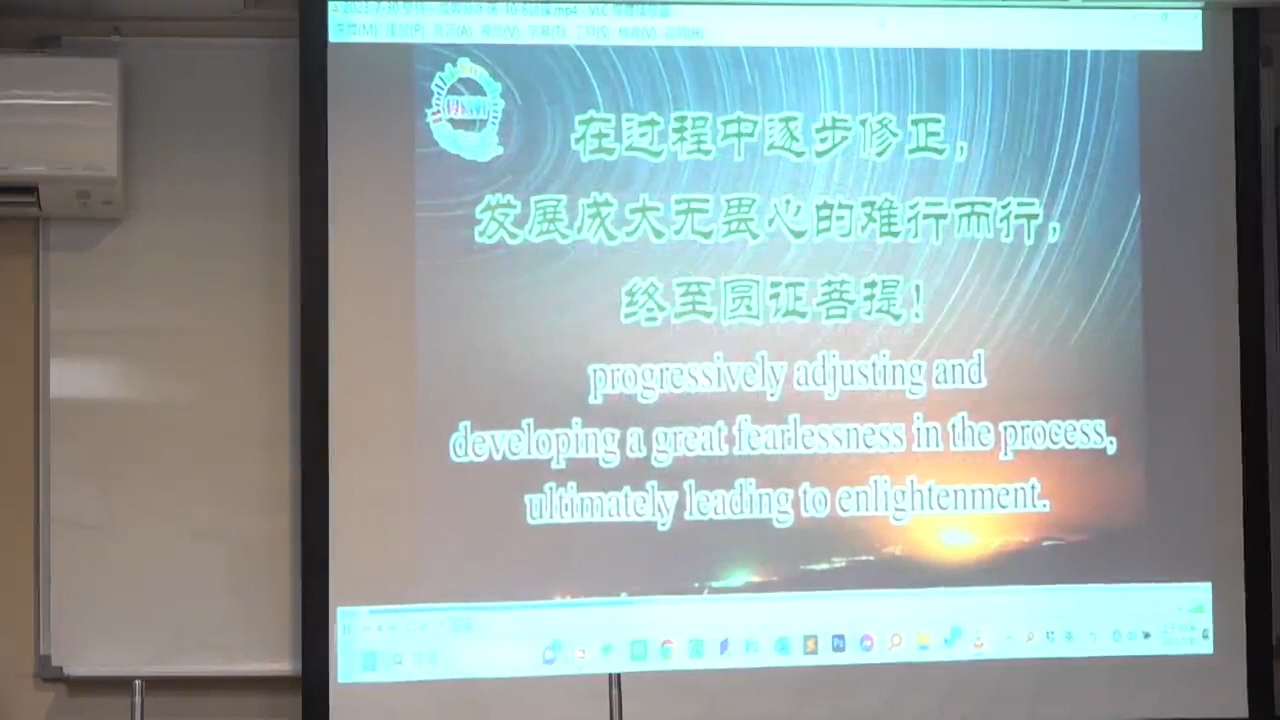 在过程中逐步修正，
发展成大无畏心的难行而行，
终至圆证菩提！
progressively adjusting and
developing a great fearlessness in the process,
ultimately leading to enlightenment.